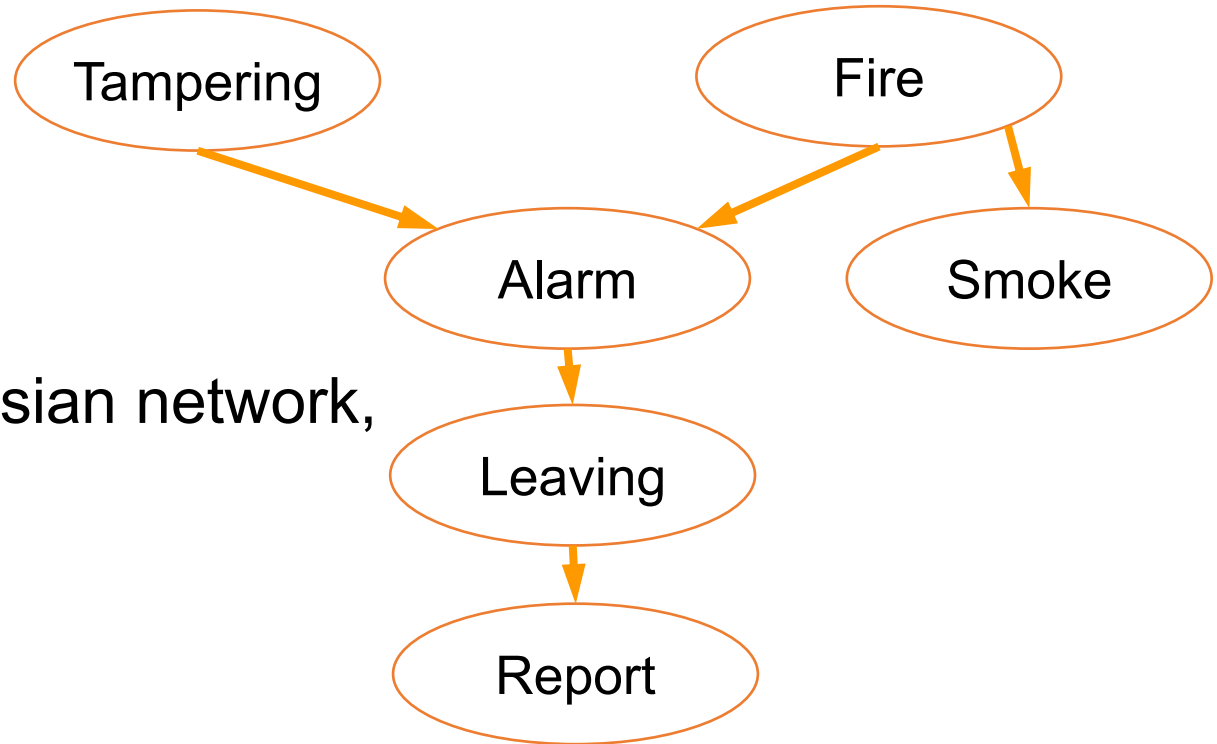 Tampering
Fire
Alarm
Smoke
sian network,
Leaving
Report